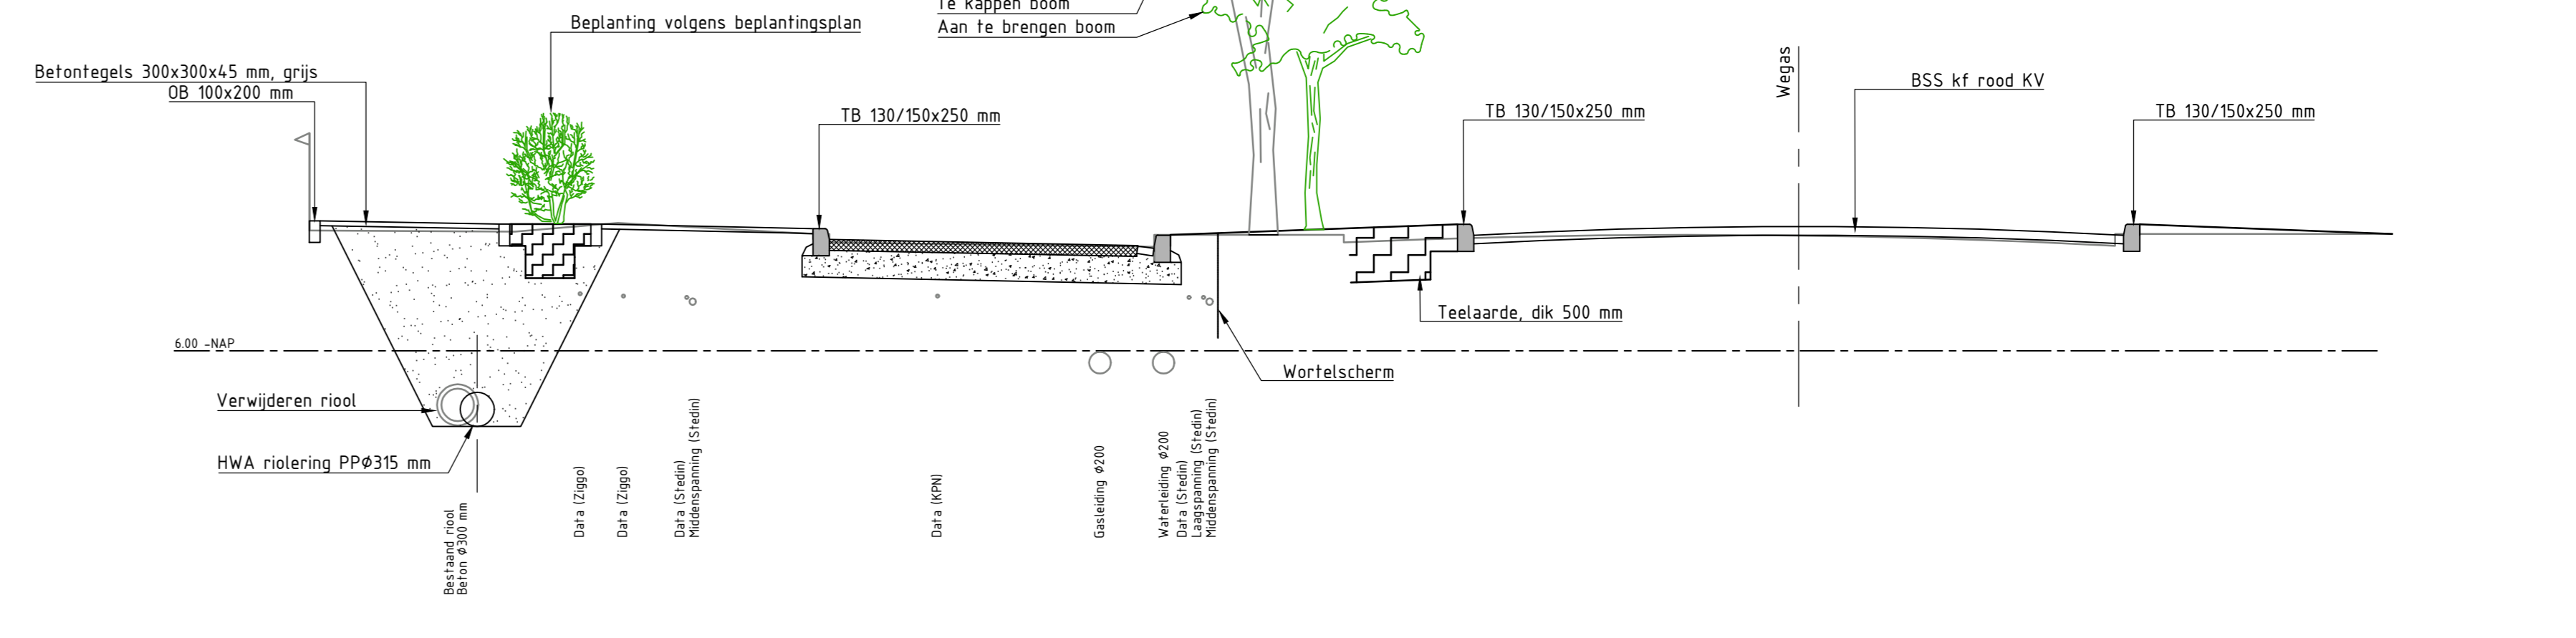 Te kappen boom
Beplanting volgens beplantingsplan
Aan te brengen boom
Betontegels 300x300x45 mm, grijs
OB 100x200 mm
TB 130/150x250 mm
TB 130/150x250 mm
Wegas
BSS kf rood KV
TB 130/150x250 mm
Teelaarde, dik 500 mm
6.00 -NAP
Wortelscherm
Verwijderen riool
HWA riolering PPØ315 mm
Bestaand riool
Beton Ø300 mm
Data (Ziggo)
Data (Ziggo)
Data (Stedin)
Middenspanning (Stedin)
Data (KPN)
Gasleiding Ø200
Waterleiding Ø200
Data (Stedin)
Laagspanning (Stedin)
Middenspanning (Stedin)